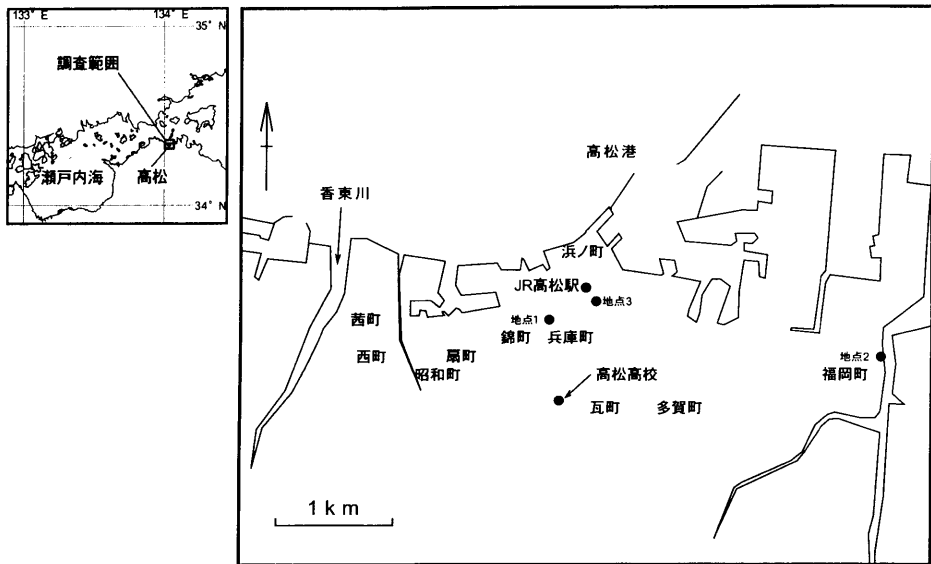 133° E
134° E
35° N
調査範囲
瀬戸内海
高松
34° N
高松港
香東川
浜ノ町
JR高松駅
地点3
地点1
茜町
錦町
兵庫町
西町
扇町
昭和町
地点2
福岡町
高松高校
瓦町
多賀町
1 km